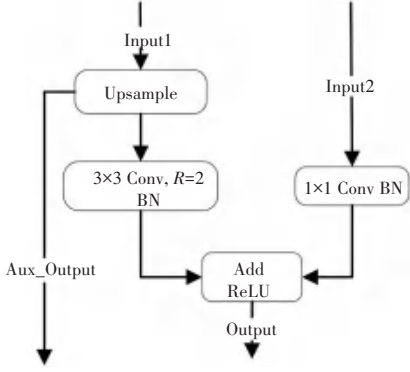 Input1
Upsample
Input2
3×3 Conv, R=2
BN
1×1 Conv BN
Aux_Output
Add
ReLU
Output